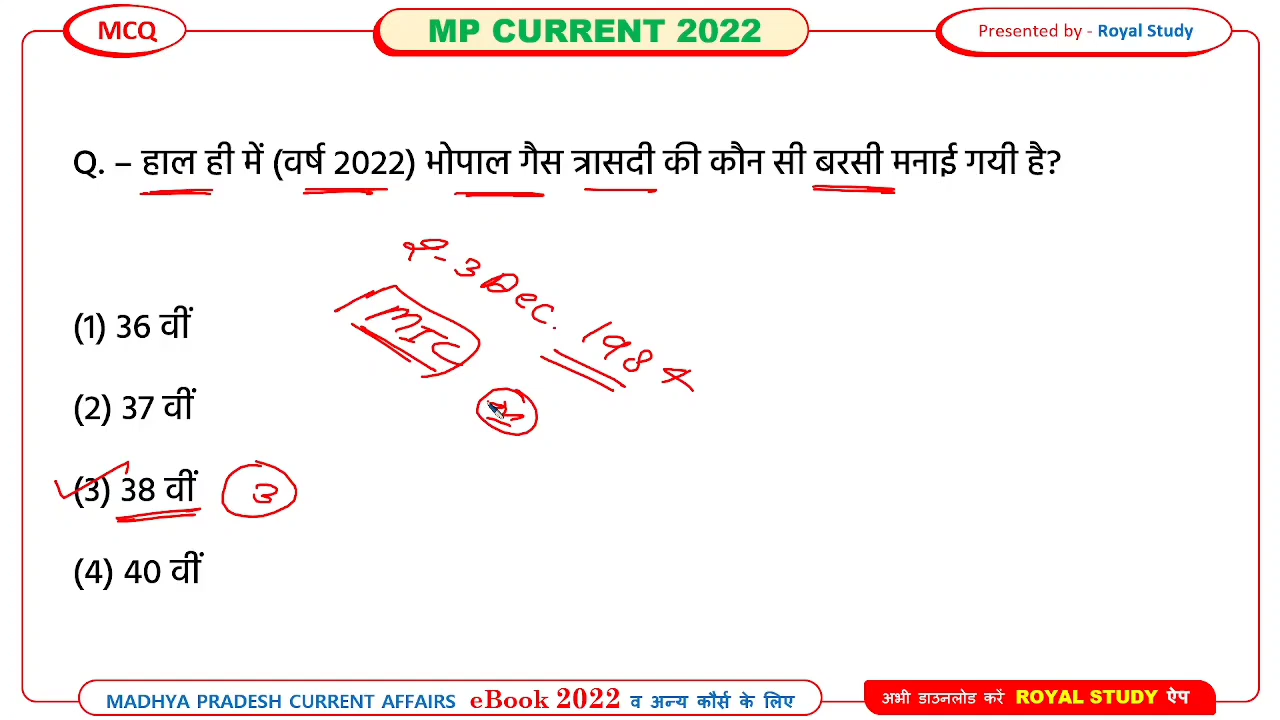 MCQ
MP CURRENT 2022
Presented by - Royal Study
Q. – हाल ही में (वर्ष 2022) भोपाल गैस त्रासदी की कौन सी बरसी मनाई गयी है?
2-3 Dec. 1984
MIC
(1) 36 वीं
(2) 37 वीं
(3) 38 वीं 3
(4) 40 वीं
MADHYA PRADESH CURRENT AFFAIRS eBook 2022 व अन्य कौर्स के लिए
अभी डाउनलोड करें ROYAL STUDY ऐप